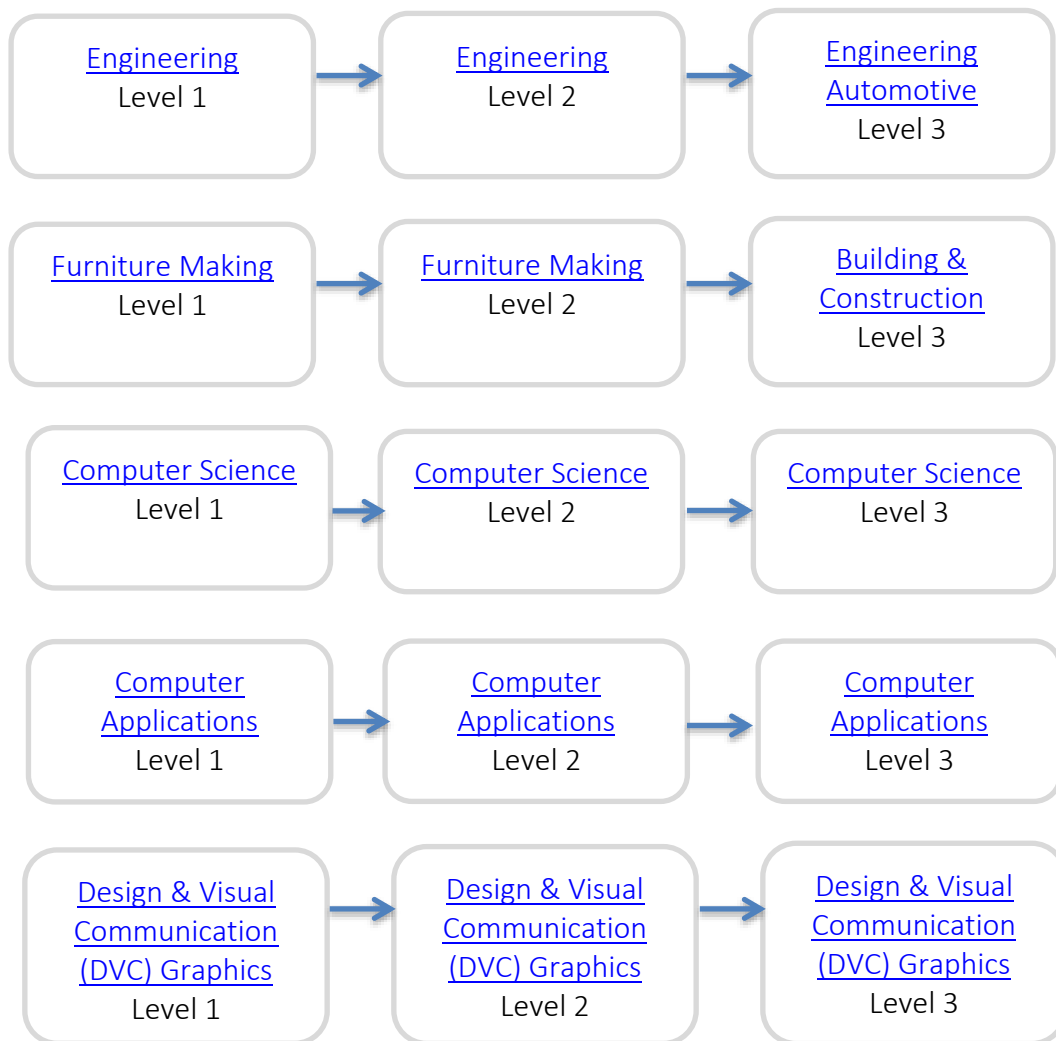 Engineering
Level 1
Engineering
Level 2
Engineering
Automotive
Level 3
Furniture Making
Level 1
Furniture Making
Level 2
Building &
Construction
Level 3
Computer Science
Level 1
Computer Science
Level 2
Computer Science
Level 3
Computer
Applications
Level 1
Computer
Applications
Level 2
Computer
Applications
Level 3
Design & Visual
Communication
(DVC) Graphics
Level 1
Design & Visual
Communication
(DVC) Graphics
Level 2
Design & Visual
Communication
(DVC) Graphics
Level 3